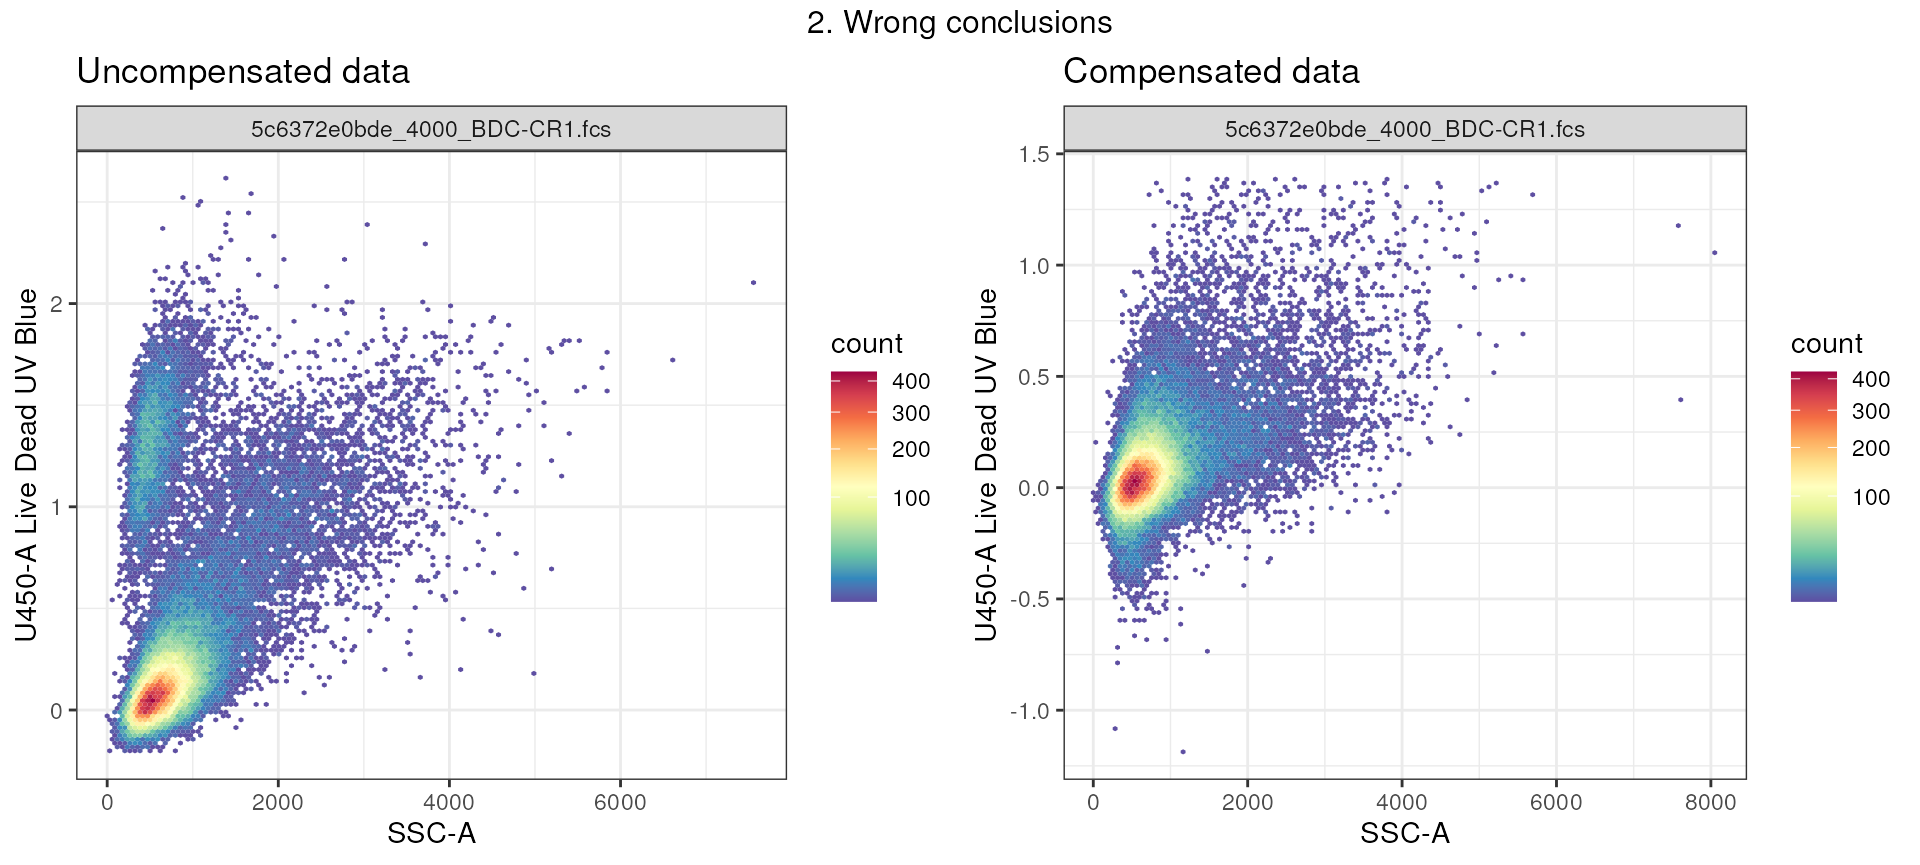 2. Wrong conclusions
Uncompensated data
5c6372e0bde_4000_BDC-CR1.fcs
U450-A Live Dead UV Blue
2
1
0
0 2000 4000 6000
SSC-A
count
400
300
200
100
Compensated data
5c6372e0bde_4000_BDC-CR1.fcs
U450-A Live Dead UV Blue
1.5
1.0
0.5
0.0
-0.5
-1.0
0 2000 4000 6000 8000
SSC-A
count
400
300
200
100